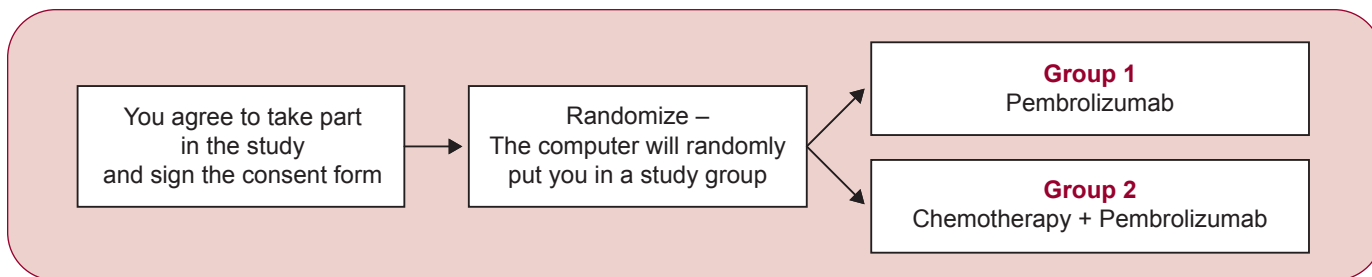 You agree to take part
in the study
and sign the consent form
Randomize –
The computer will randomly
put you in a study group
Group 1
Pembrolizumab
Group 2
Chemotherapy + Pembrolizumab